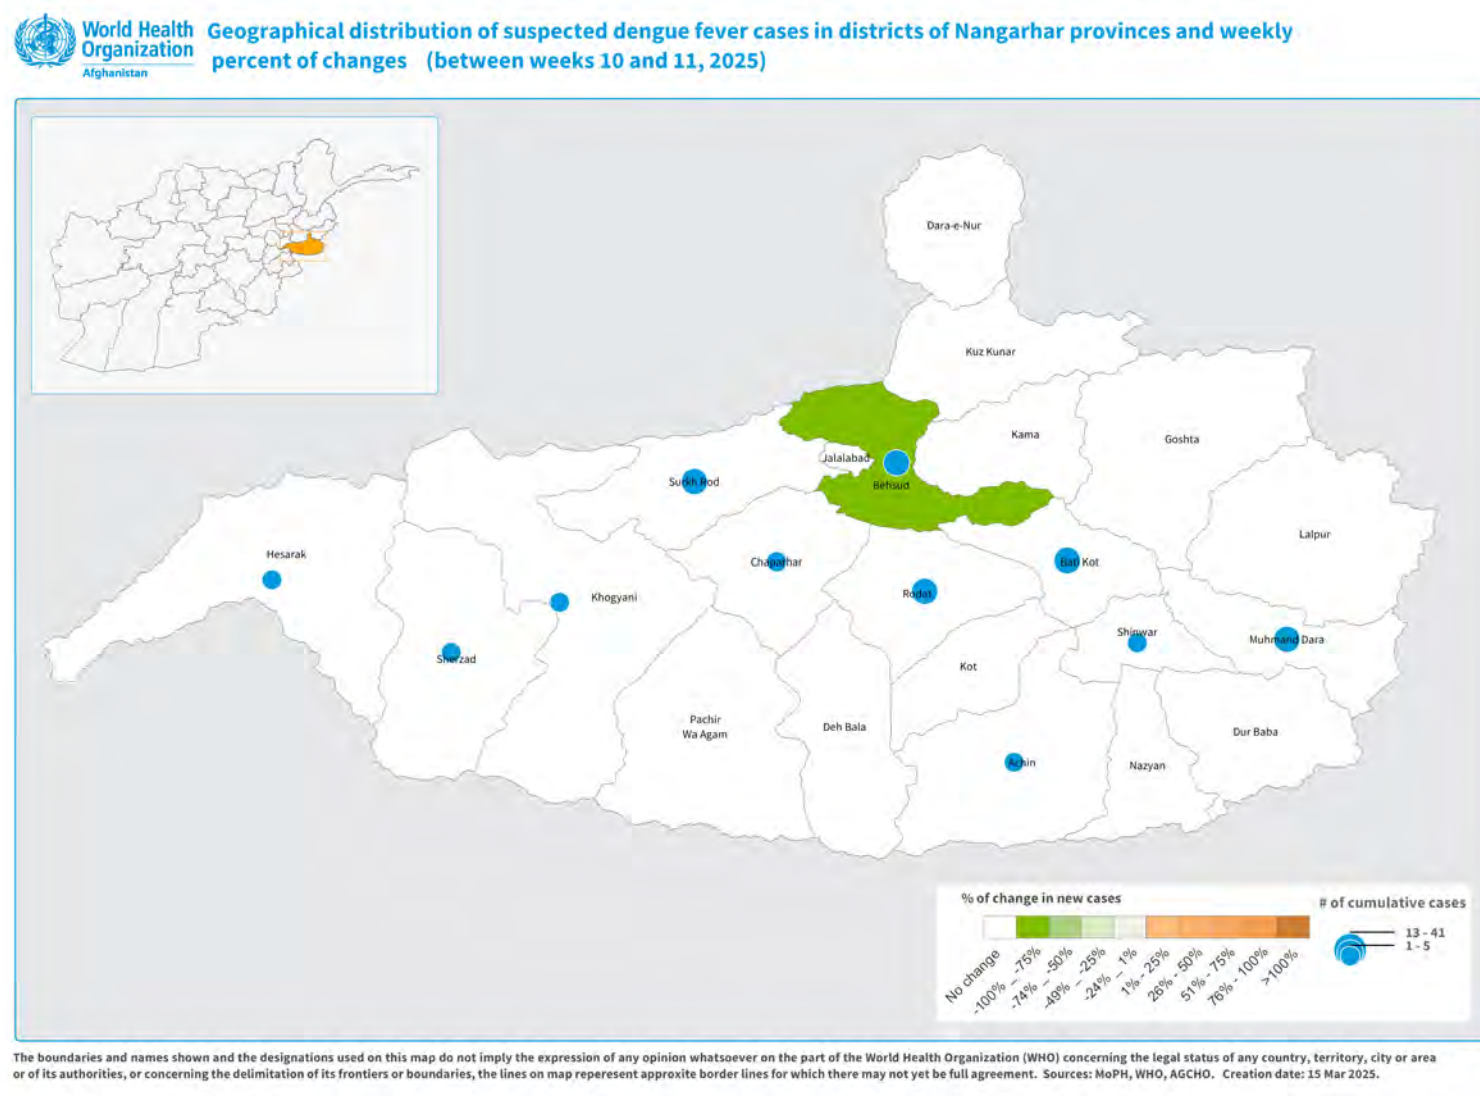 World Health
Organization
Afghanistan
Geographical distribution of suspected dengue fever cases in districts of Nangarhar provinces and weekly
percent of changes (between weeks 10 and 11, 2025)
Dara-e-Nur
Kuz Kunar
Kama
Goshta
Jalalabad
Surkh Rod
Behsud
Lalpur
Hesarak
Chaparhar
Bati Kot
Rodat
Khogyani
Shinwar
Muhmand Dara
Sherzad
Kot
Pachir
Wa Agam
Deh Bala
Dur Baba
Achin
Nazyan
% of change in new cases
No change
-100% _ -75%
-74% _ -50%
-49% _ -25%
-24% _ 1%
1% - 25%
26% - 50%
51% - 75%
76% - 100%
>100%
# of cumulative cases
13 - 41
1 - 5
The boundaries and names shown and the designations used on this map do not imply the expression of any opinion whatsoever on the part of the World Health Organization (WHO) concerning the legal status of any country, territory, city or area
or of its authorities, or concerning the delimitation of its frontiers or boundaries, the lines on map reperesent approxite border lines for which there may not yet be full agreement. Sources: MoPH, WHO, AGCHO. Creation date: 15 Mar 2025.